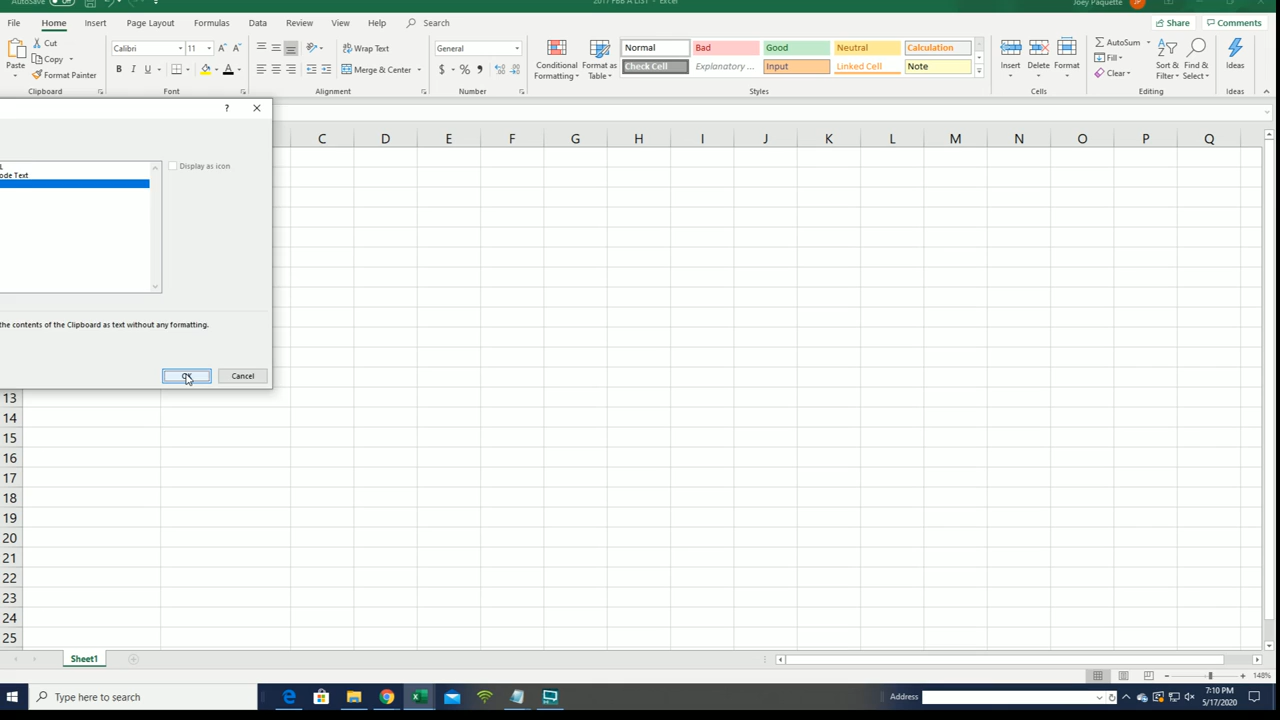 AutoSave
2017 FBB A LIST - Excel
Joey Paquette JP
File Home Insert Page Layout Formulas Data Review View Help Search Share Comments
Paste Cut Copy Format Painter
Calibri 11
B I U A
Wrap Text
Merge & Center
General
$ % ,
Conditional Formatting
Format as Table
Normal Bad Good Neutral Calculation
Check Cell Explanatory ... Input Linked Cell Note
Insert Delete Format
AutoSum
Fill
Clear
Sort & Filter
Find & Select
Ideas
Clipboard Font Alignment Number Styles Cells Editing Ideas
?
C D E F G H I J K L M N O P Q
L
ode Text
Display as icon
the contents of the Clipboard as text without any formatting.
Cancel
13
14
15
16
17
18
19
20
21
22
23
24
25
Sheet1
148%
Type here to search
Address
7:10 PM
5/17/2020